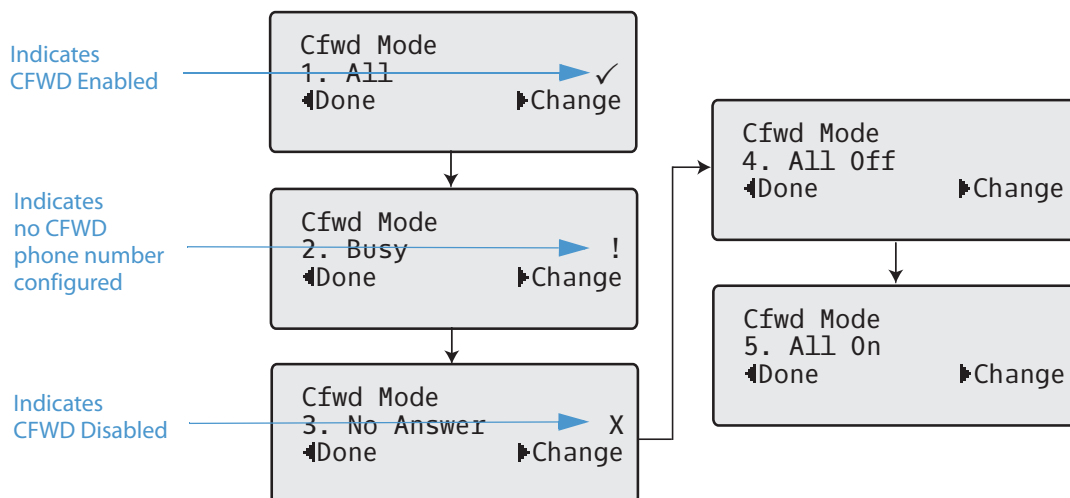 Indicates
CFWD Enabled
Cfwd Mode
1. All ✓
◀Done ▶Change
Indicates
no CFWD
phone number
configured
Cfwd Mode
2. Busy !
◀Done ▶Change
Indicates
CFWD Disabled
Cfwd Mode
3. No Answer X
◀Done ▶Change
Cfwd Mode
4. All Off
◀Done ▶Change
Cfwd Mode
5. All On
◀Done ▶Change